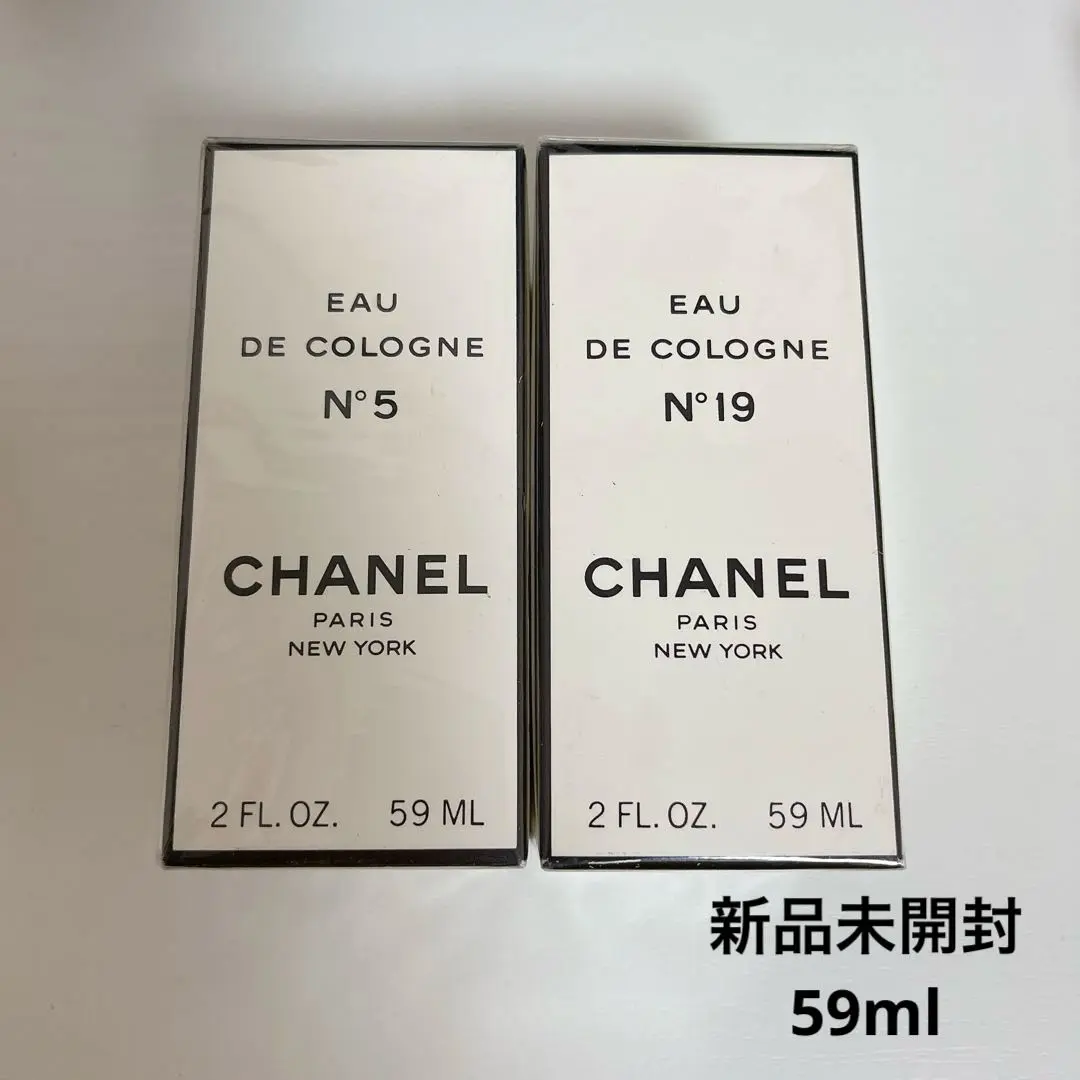 EAU
DE COLOGNE
N°5
CHANEL
PARIS
NEW YORK
2 FL. OZ. 59 ML
EAU
DE COLOGNE
N°19
CHANEL
PARIS
NEW YORK
2 FL. OZ. 59 ML
新品未開封
59ml